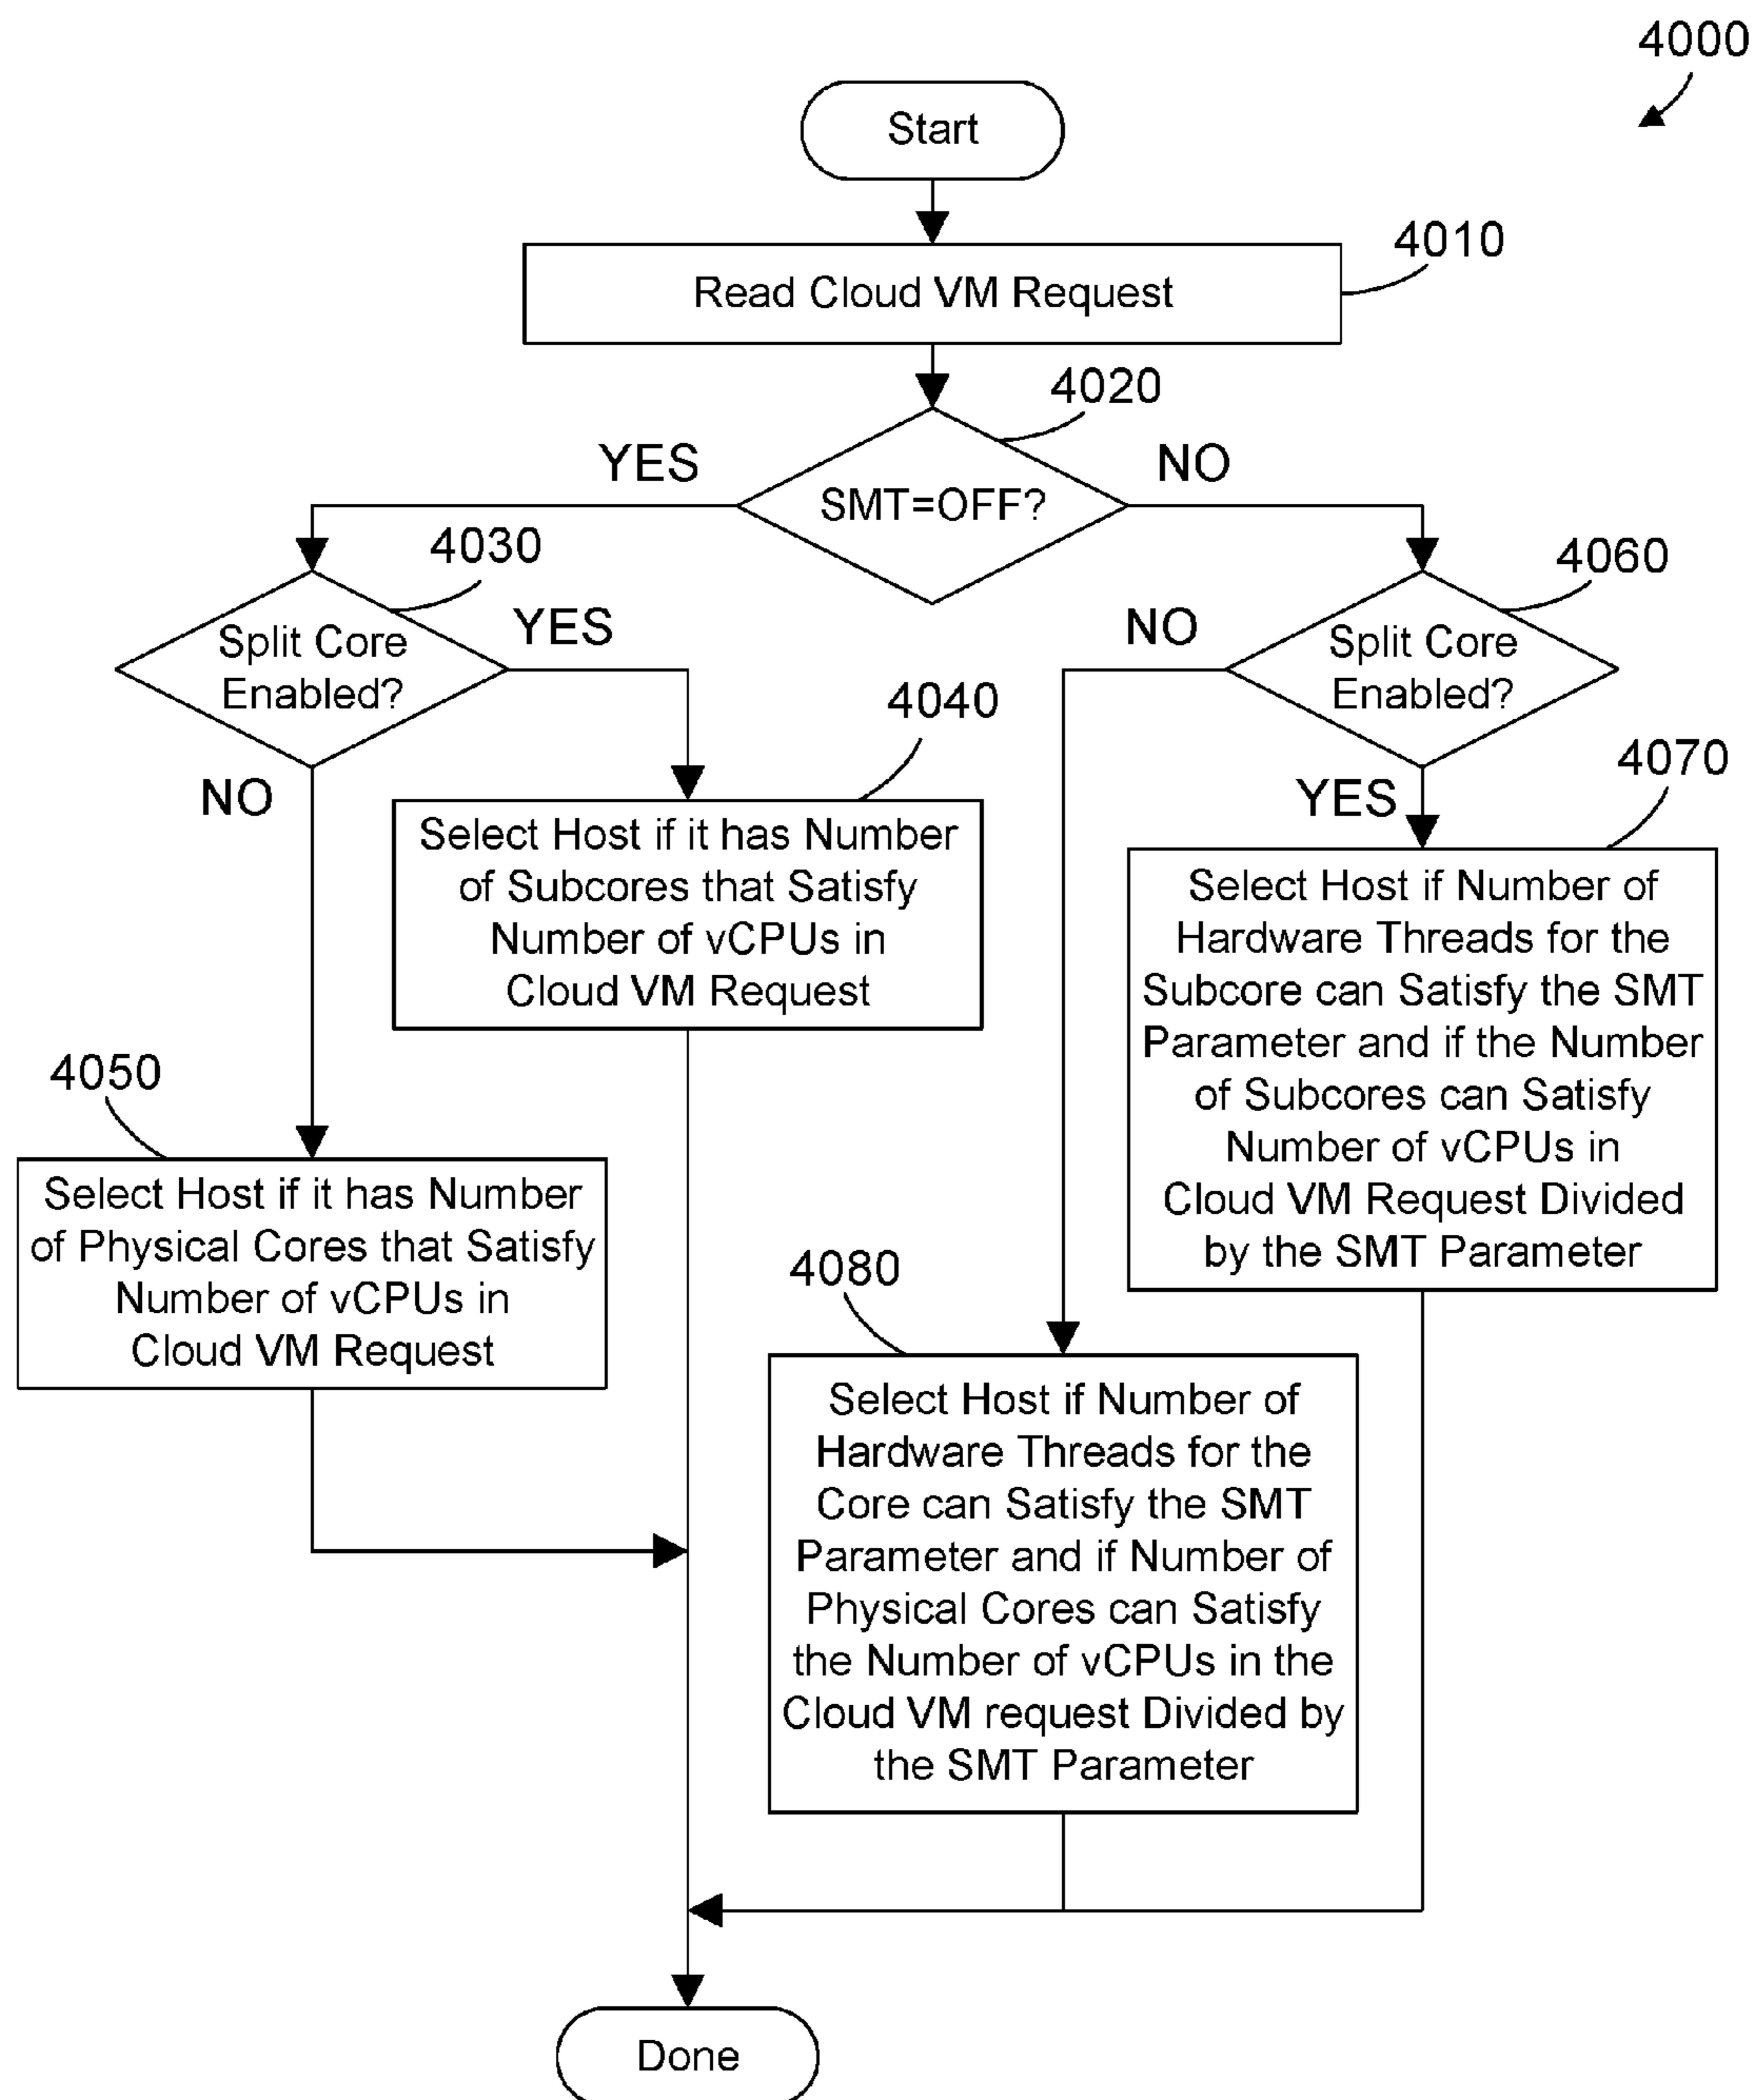 4000
Start
4010
Read Cloud VM Request
4020
YES
NO
SMT=OFF?
4030
4060
YES
NO
Split Core
Enabled?
Split Core
Enabled?
4040
4070
NO
YES
Select Host if it has Number
of Subcores that Satisfy
Number of vCPUs in
Cloud VM Request
Select Host if Number of
Hardware Threads for the
Subcore can Satisfy the SMT
Parameter and if the Number
of Subcores can Satisfy
Number of vCPUs in
Cloud VM Request Divided
by the SMT Parameter
4050
Select Host if it has Number
of Physical Cores that Satisfy
Number of vCPUs in
Cloud VM Request
4080
Select Host if Number of
Hardware Threads for the
Core can Satisfy the SMT
Parameter and if Number of
Physical Cores can Satisfy
the Number of vCPUs in the
Cloud VM request Divided by
the SMT Parameter
Done